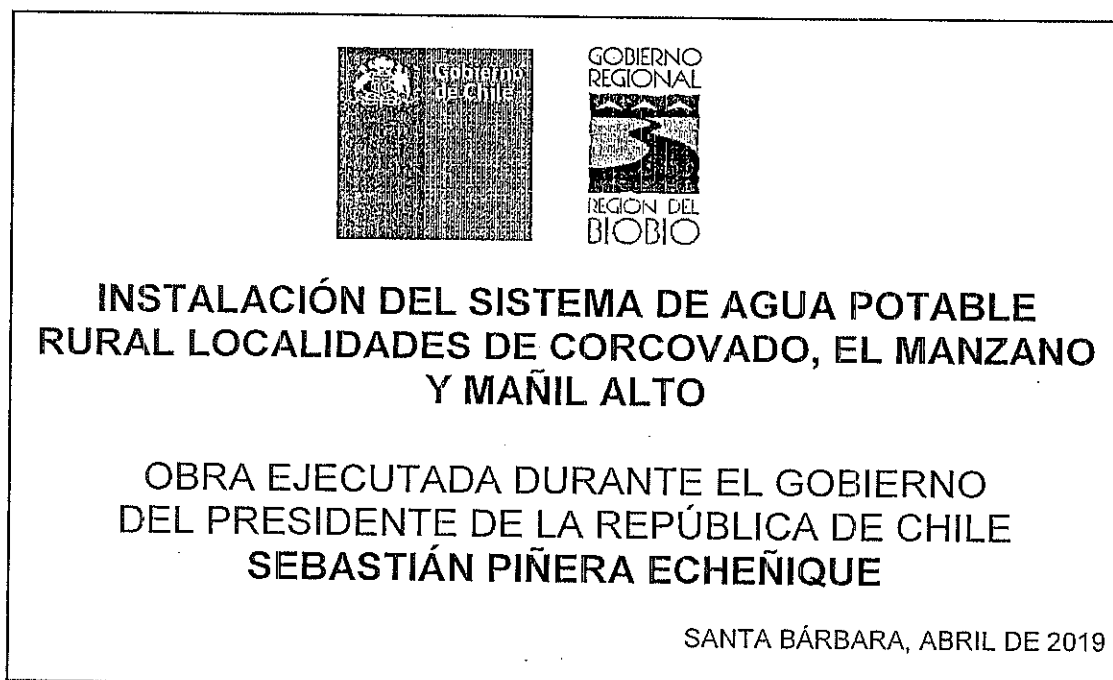 Gobierno
de Chile
GOBIERNO
REGIONAL
REGION DEL
BIOBIO
INSTALACIÓN DEL SISTEMA DE AGUA POTABLE
RURAL LOCALIDADES DE CORCOVADO, EL MANZANO
Y MAÑIL ALTO
OBRA EJECUTADA DURANTE EL GOBIERNO
DEL PRESIDENTE DE LA REPÚBLICA DE CHILE
SEBASTIÁN PIÑERA ECHEÑIQUE
SANTA BÁRBARA, ABRIL DE 2019